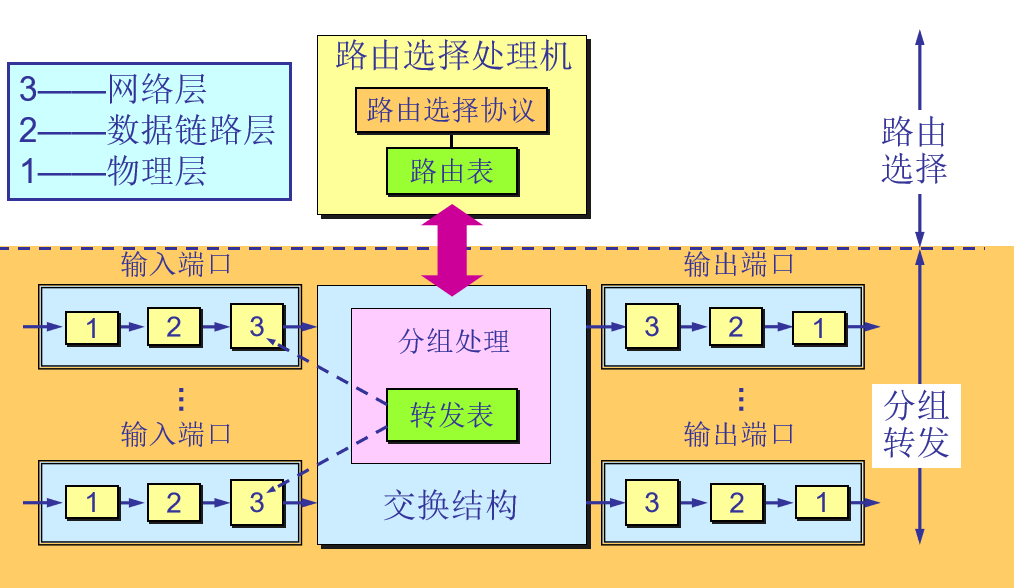 3——网络层
2——数据链路层
1——物理层
路由选择处理机
路由选择协议
路由表
路由
选择
输入端口
1
2
3
输入端口
1
2
3
分组处理
转发表
交换结构
输出端口
3
2
1
输出端口
3
2
1
分组
转发